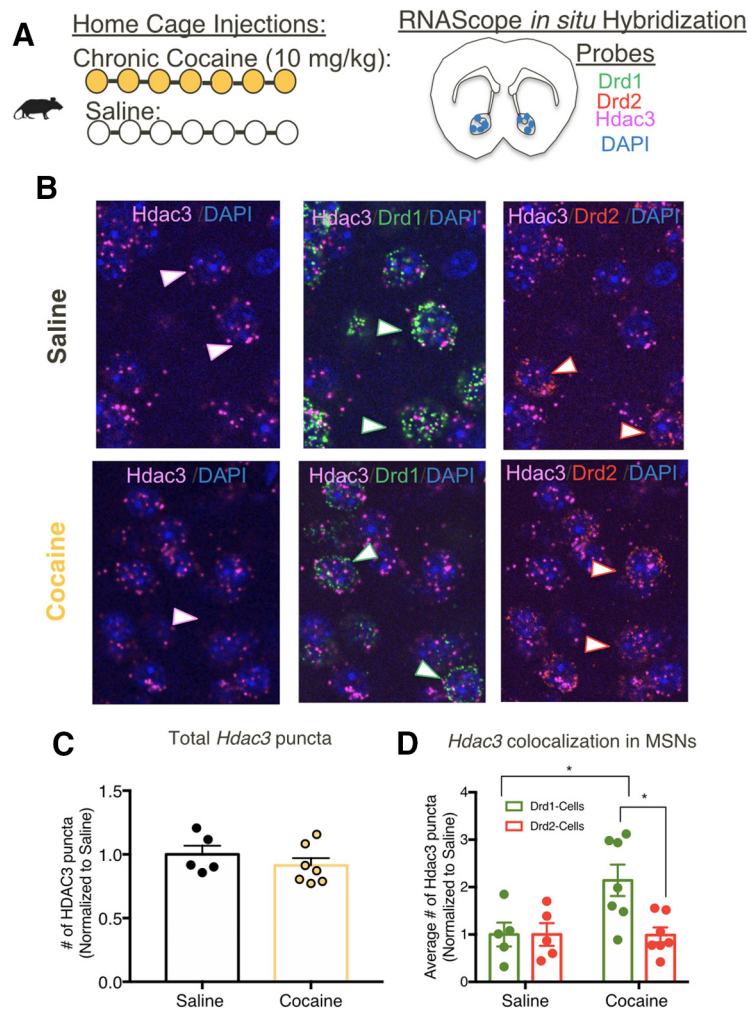 A
Home Cage Injections:
Chronic Cocaine (10 mg/kg):
Saline:
RNAScope in situ Hybridization
Probes
Drd1
Drd2
Hdac3
DAPI
B
Saline
Hdac3 /DAPI
Hdac3/Drd1/DAPI
Hdac3/Drd2 /DAPI
Cocaine
Hdac3 /DAPI
Hdac3/Drd1/DAPI
Hdac3/Drd2 /DAPI
C
Total Hdac3 puncta
# of HDAC3 puncta
(Normalized to Saline)
1.5
1.0
0.5
0.0
Saline
Cocaine
D
Hdac3 colocalization in MSNs
Average # of Hdac3 puncta
(Normalized to Saline)
4
3
2
1
0
*
*
Drd1-Cells
Drd2-Cells
Saline
Cocaine